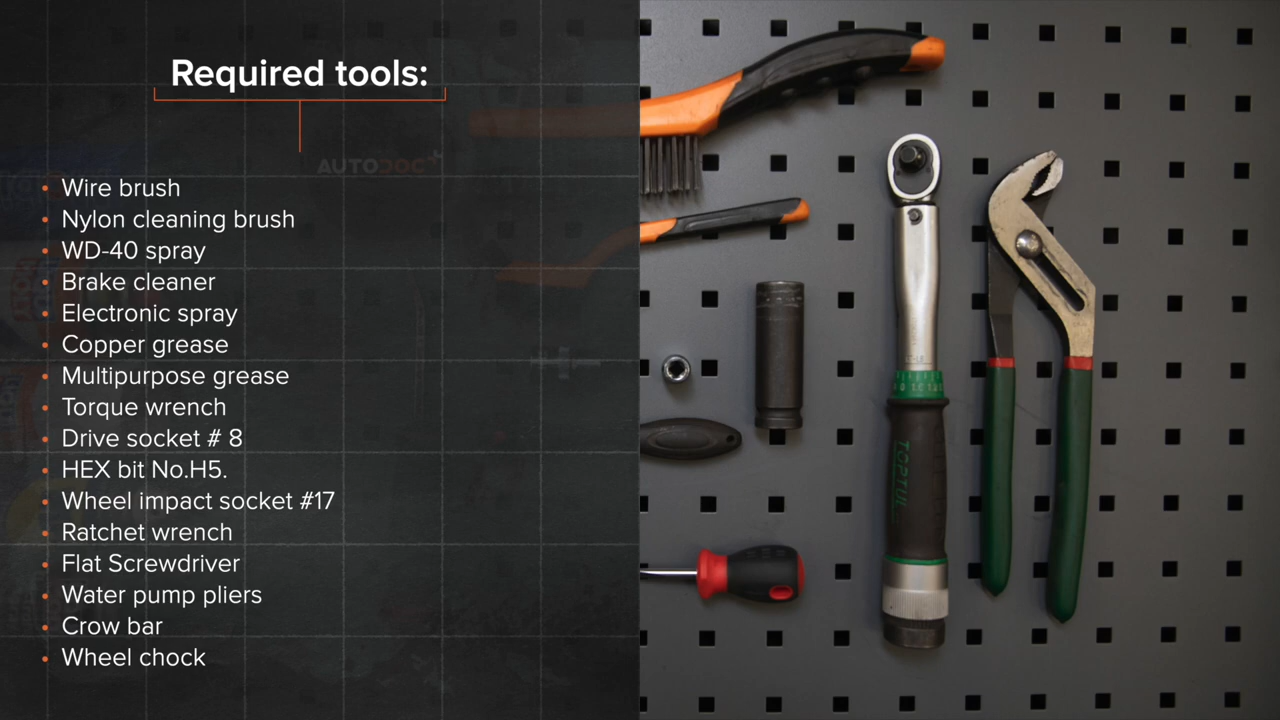 Required tools:
AUTODOC
• Wire brush
• Nylon cleaning brush
• WD-40 spray
• Brake cleaner
• Electronic spray
• Copper grease
• Multipurpose grease
• Torque wrench
• Drive socket # 8
• HEX bit No.H5.
• Wheel impact socket #17
• Ratchet wrench
• Flat Screwdriver
• Water pump pliers
• Crow bar
• Wheel chock
TOPTUL